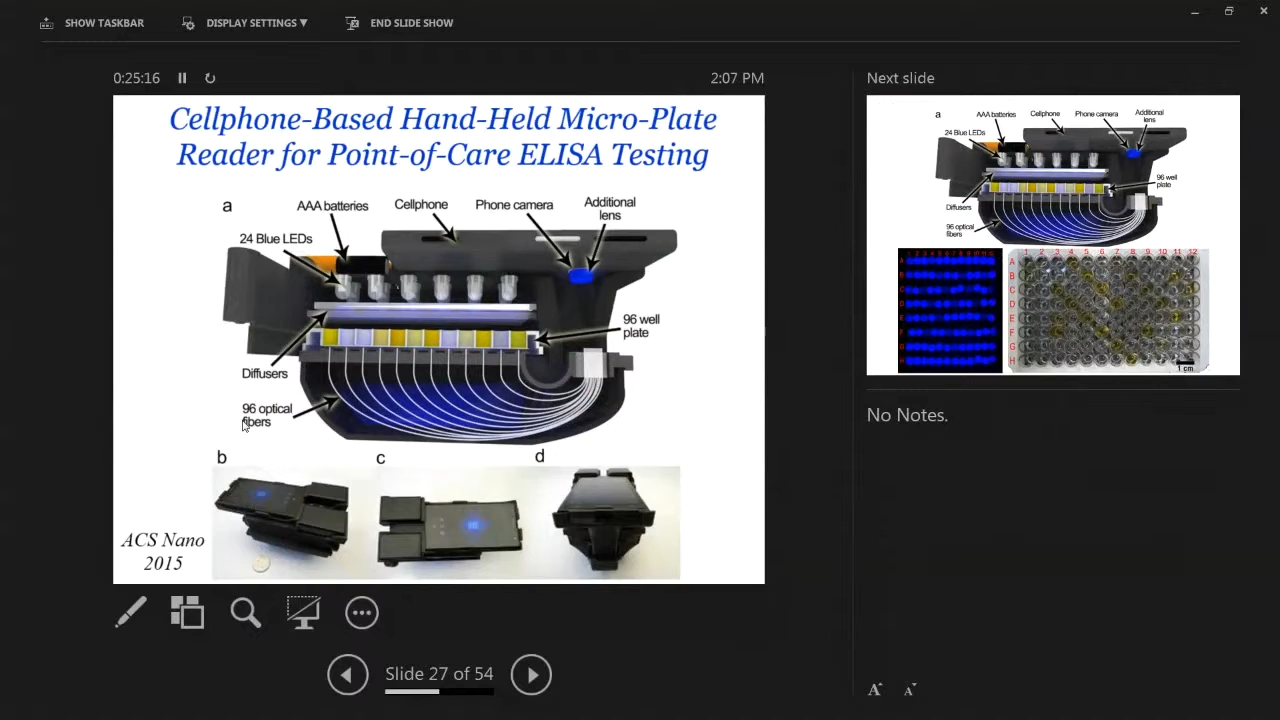 SHOW TASKBAR
DISPLAY SETTINGS ▼
END SLIDE SHOW
0:25:16
2:07 PM
Cellphone-Based Hand-Held Micro-Plate
Reader for Point-of-Care ELISA Testing
a
AAA batteries
Cellphone
Phone camera
Additional
lens
24 Blue LEDs
96 well
plate
Diffusers
96 optical
fibers
b
c
d
ACS Nano
2015
Slide 27 of 54
Next slide
a
AAA batteries
Cellphone
Phone camera
Additional
lens
24 Blue LEDs
96 well
plate
Diffusers
96 optical
fibers
A
B
C
D
E
F
G
H
1 2 3 4 5 6 7 8 9 10 11 12
A
B
C
D
E
F
G
H
1 cm
No Notes.
A A